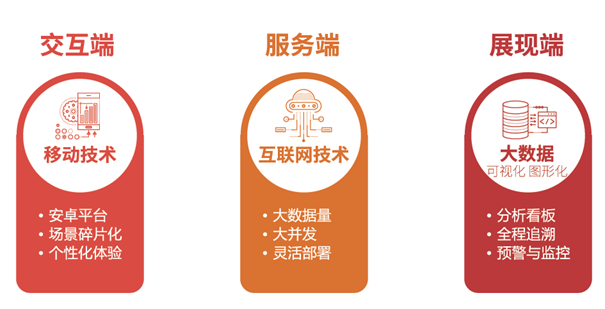 交互端
移动技术
• 安卓平台
• 场景碎片化
• 个性化体验
服务端
互联网技术
• 大数据量
• 大并发
• 灵活部署
展现端
大数据
可视化 图形化
• 分析看板
• 全程追溯
• 预警与监控